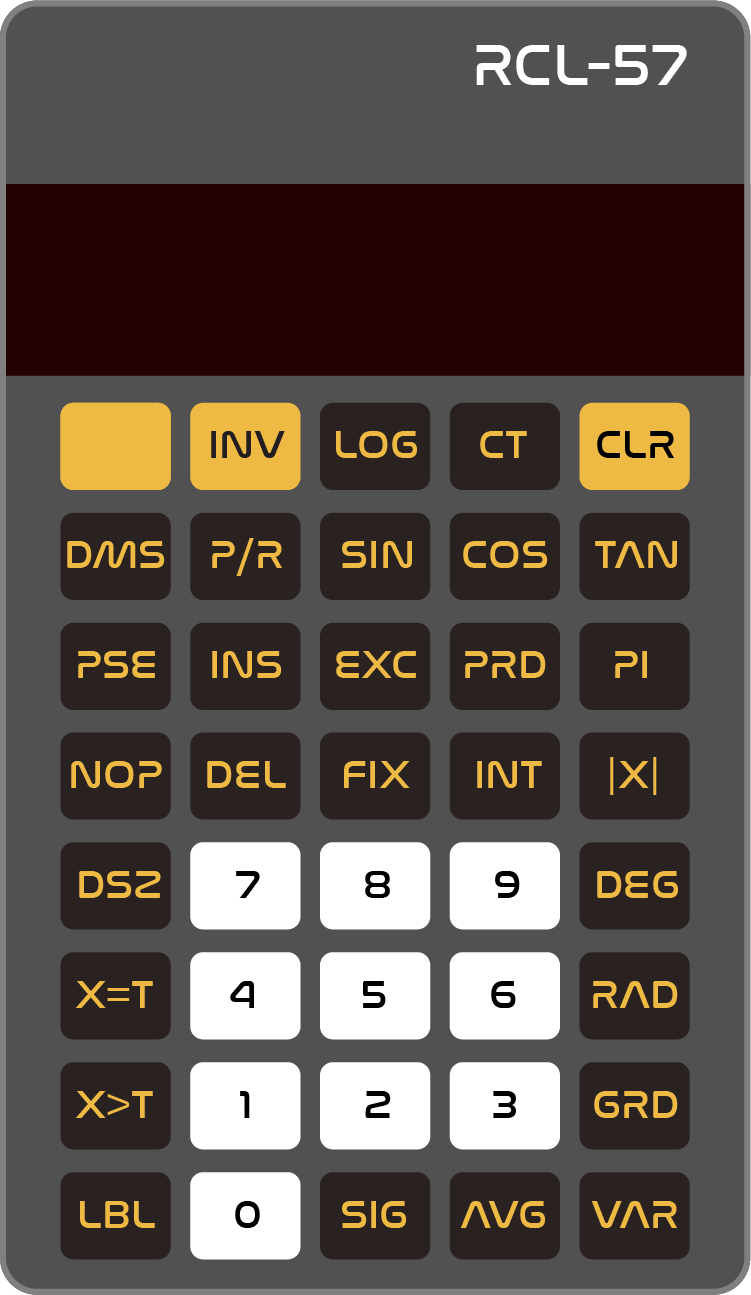 RCL-57
INV LOG CT CLR
DMS P/R SIN COS TAN
PSE INS EXC PRD PI
NOP DEL FIX INT |X|
DSZ 7 8 9 DEG
X=T 4 5 6 RAD
X>T 1 2 3 GRD
LBL 0 SIG AVG VAR